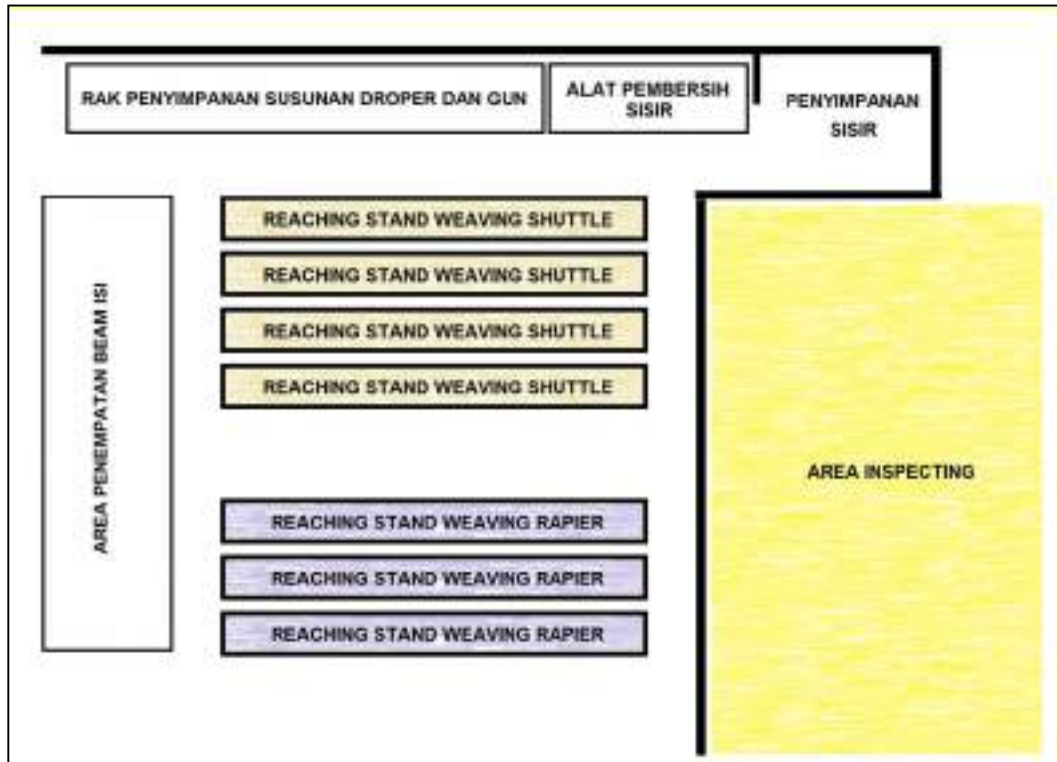 RAK PENYIMPANAN SUSUNAN DROPER DAN GUN
ALAT PEMBERSIH
SISIR
PENYIMPANAN
SISIR
AREA PENEMPATAN BEAM ISI
REACHING STAND WEAVING SHUTTLE
REACHING STAND WEAVING SHUTTLE
REACHING STAND WEAVING SHUTTLE
REACHING STAND WEAVING SHUTTLE
REACHING STAND WEAVING RAPIER
REACHING STAND WEAVING RAPIER
REACHING STAND WEAVING RAPIER
AREA INSPECTING